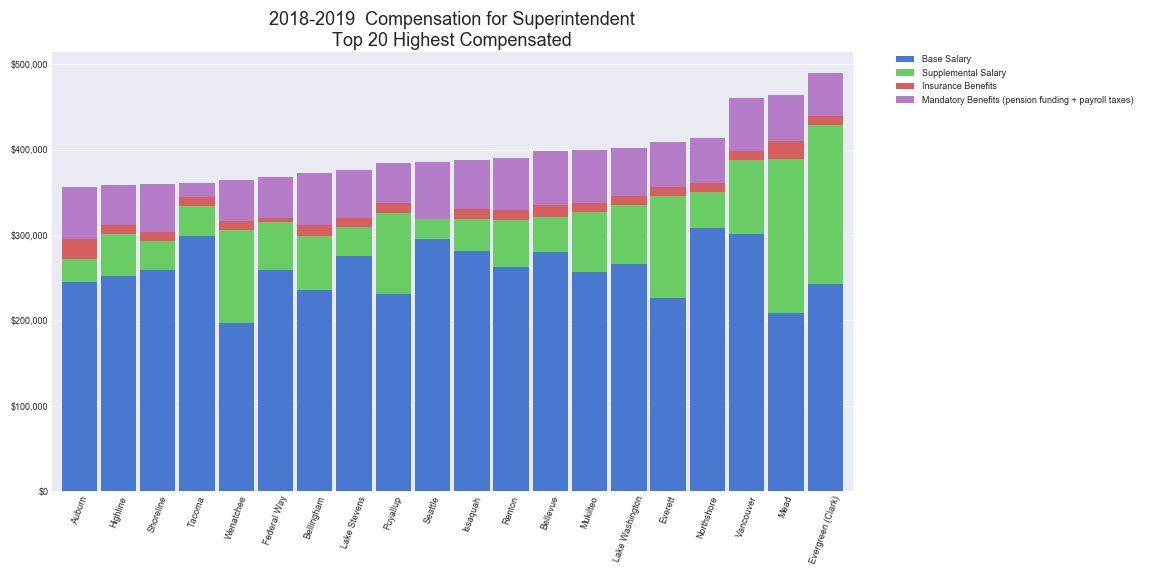 2018-2019  Compensation for Superintendent
Top 20 Highest Compensated
Base Salary
Supplemental Salary
Insurance Benefits
Mandatory Benefits (pension funding + payroll taxes)
$500,000
$400,000
$300,000
$200,000
$100,000
$0
Auburn
Highline
Shoreline
Tacoma
Wenatchee
Federal Way
Bellingham
Lake Stevens
Puyallup
Seattle
Issaquah
Renton
Bellevue
Mukilteo
Lake Washington
Everett
Northshore
Vancouver
Mead
Evergreen (Clark)